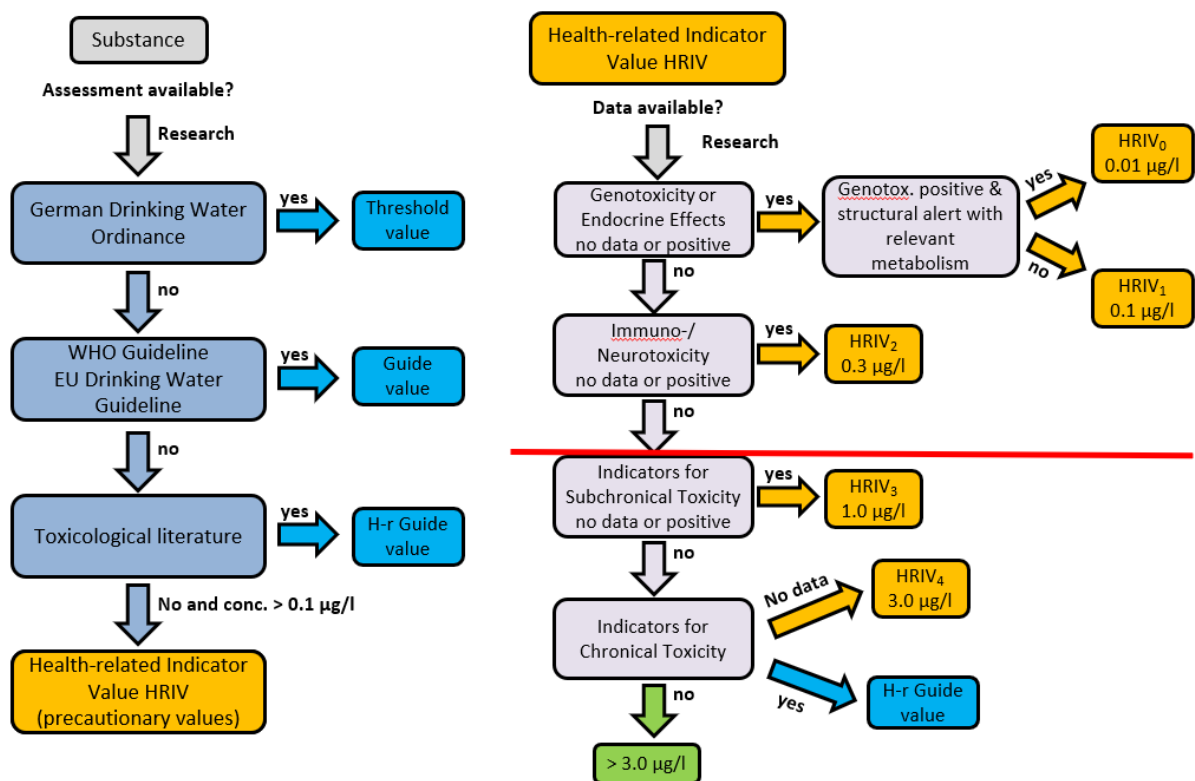 Substance
Assessment available?
Research
German Drinking Water
Ordinance
yes
Threshold
value
no
WHO Guideline
EU Drinking Water
Guideline
yes
Guide
value
no
Toxicological literature
yes
H-r Guide
value
No and conc. > 0.1 µg/l
Health-related Indicator
Value HRIV
(precautionary values)
Health-related Indicator
Value HRIV
Data available?
Research
Genotoxicity or
Endocrine Effects
no data or positive
yes
Genotox. positive &
structural alert with
relevant
metabolism
yes
HRIV₀
0.01 µg/l
no
HRIV₁
0.1 µg/l
no
Immuno-/
Neurotoxicity
no data or positive
yes
HRIV₂
0.3 µg/l
no
Indicators for
Subchronical Toxicity
no data or positive
yes
HRIV₃
1.0 µg/l
no
Indicators for
Chronical Toxicity
No data
HRIV₄
3.0 µg/l
yes
H-r Guide
value
no
> 3.0 µg/l